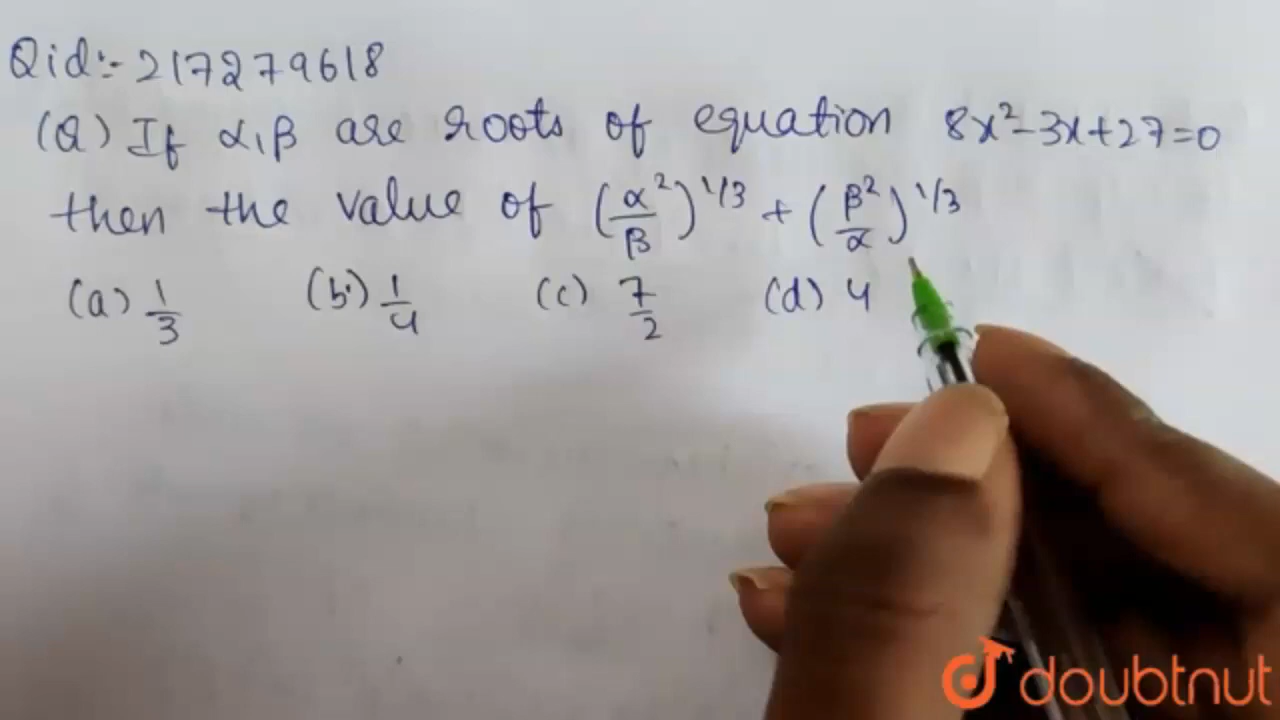 Qid:- 217279618
(Q) If α,β are roots of equation 8x²-3x+27=0
then the value of (α²/β)^1/3 + (β²/α)^1/3
(a) 1/3 (b) 1/4 (c) 7/2 (d) 4
doubtnut